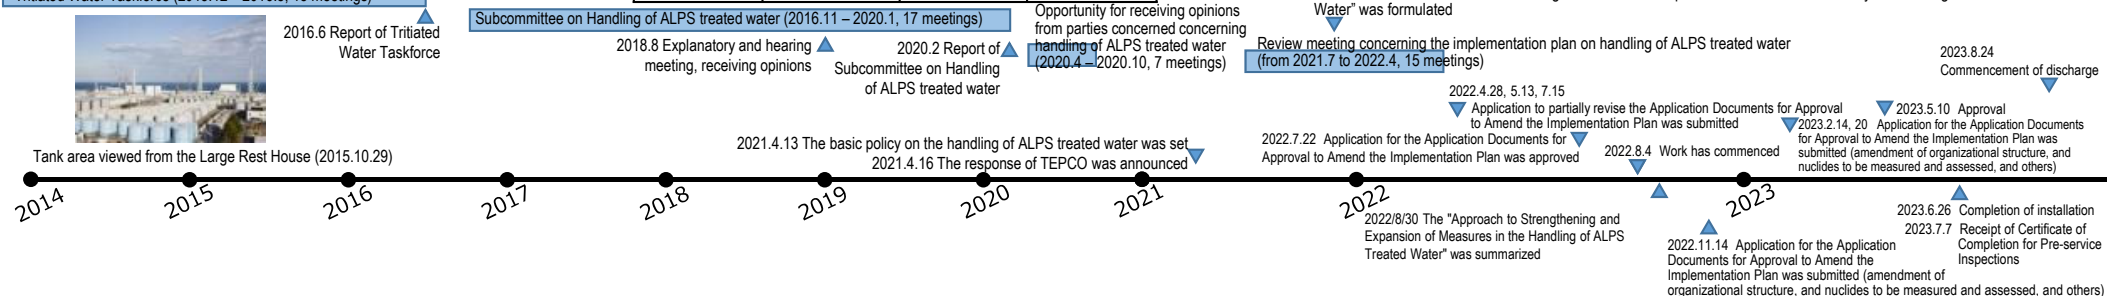 Subcommittee on Handling of ALPS treated water (2016.11 – 2020.1, 17 meetings)
2016.6 Report of Tritiated
Water Taskforce
2018.8 Explanatory and hearing
meeting, receiving opinions
2020.2 Report of
Subcommittee on Handling
of ALPS treated water
Opportunity for receiving opinions
from parties concerned concerning
handling of ALPS treated water
(2020.4 – 2020.10, 7 meetings)
Water” was formulated
Review meeting concerning the implementation plan on handling of ALPS treated water
(from 2021.7 to 2022.4, 15 meetings)
2023.8.24
Commencement of discharge
2022.4.28, 5.13, 7.15
Application to partially revise the Application Documents for Approval
to Amend the Implementation Plan was submitted
2023.5.10 Approval
2023.2.14, 20 Application for the Application Documents
for Approval to Amend the Implementation Plan was
submitted (amendment of organizational structure, and
nuclides to be measured and assessed, and others)
2021.4.13 The basic policy on the handling of ALPS treated water was set
2021.4.16 The response of TEPCO was announced
2022.7.22 Application for the Application Documents for
Approval to Amend the Implementation Plan was approved
2022.8.4 Work has commenced
Tank area viewed from the Large Rest House (2015.10.29)
2014
2015
2016
2017
2018
2019
2020
2021
2022
2023
2022/8/30 The "Approach to Strengthening and
Expansion of Measures in the Handling of ALPS
Treated Water" was summarized
2022.11.14 Application for the Application
Documents for Approval to Amend the
Implementation Plan was submitted (amendment of
organizational structure, and nuclides to be measured and assessed, and others)
2023.6.26 Completion of installation
2023.7.7 Receipt of Certificate of
Completion for Pre-service
Inspections